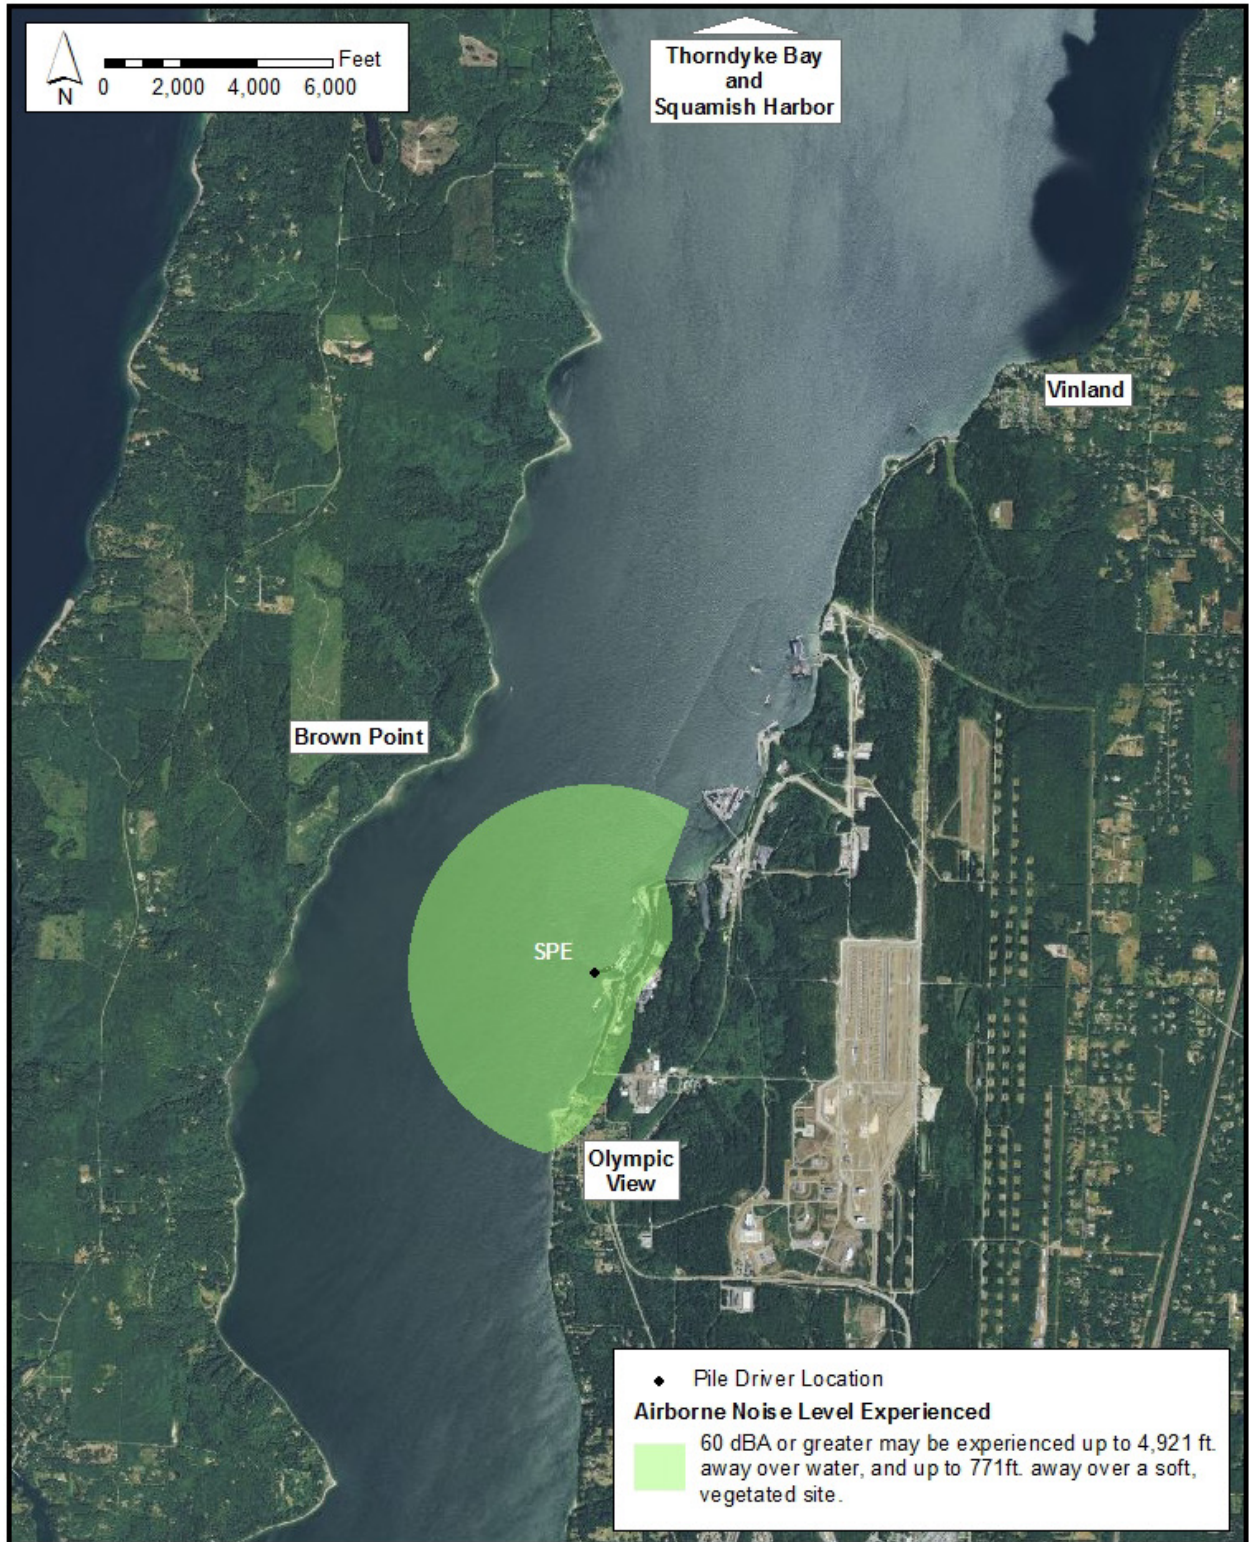 Feet
0 2,000 4,000 6,000
N
Thorndyke Bay
and
Squamish Harbor
Vinland
Brown Point
SPE
Olympic
View
Pile Driver Location
Airborne Noise Level Experienced
60 dBA or greater may be experienced up to 4,921 ft.
away over water, and up to 771ft. away over a soft,
vegetated site.